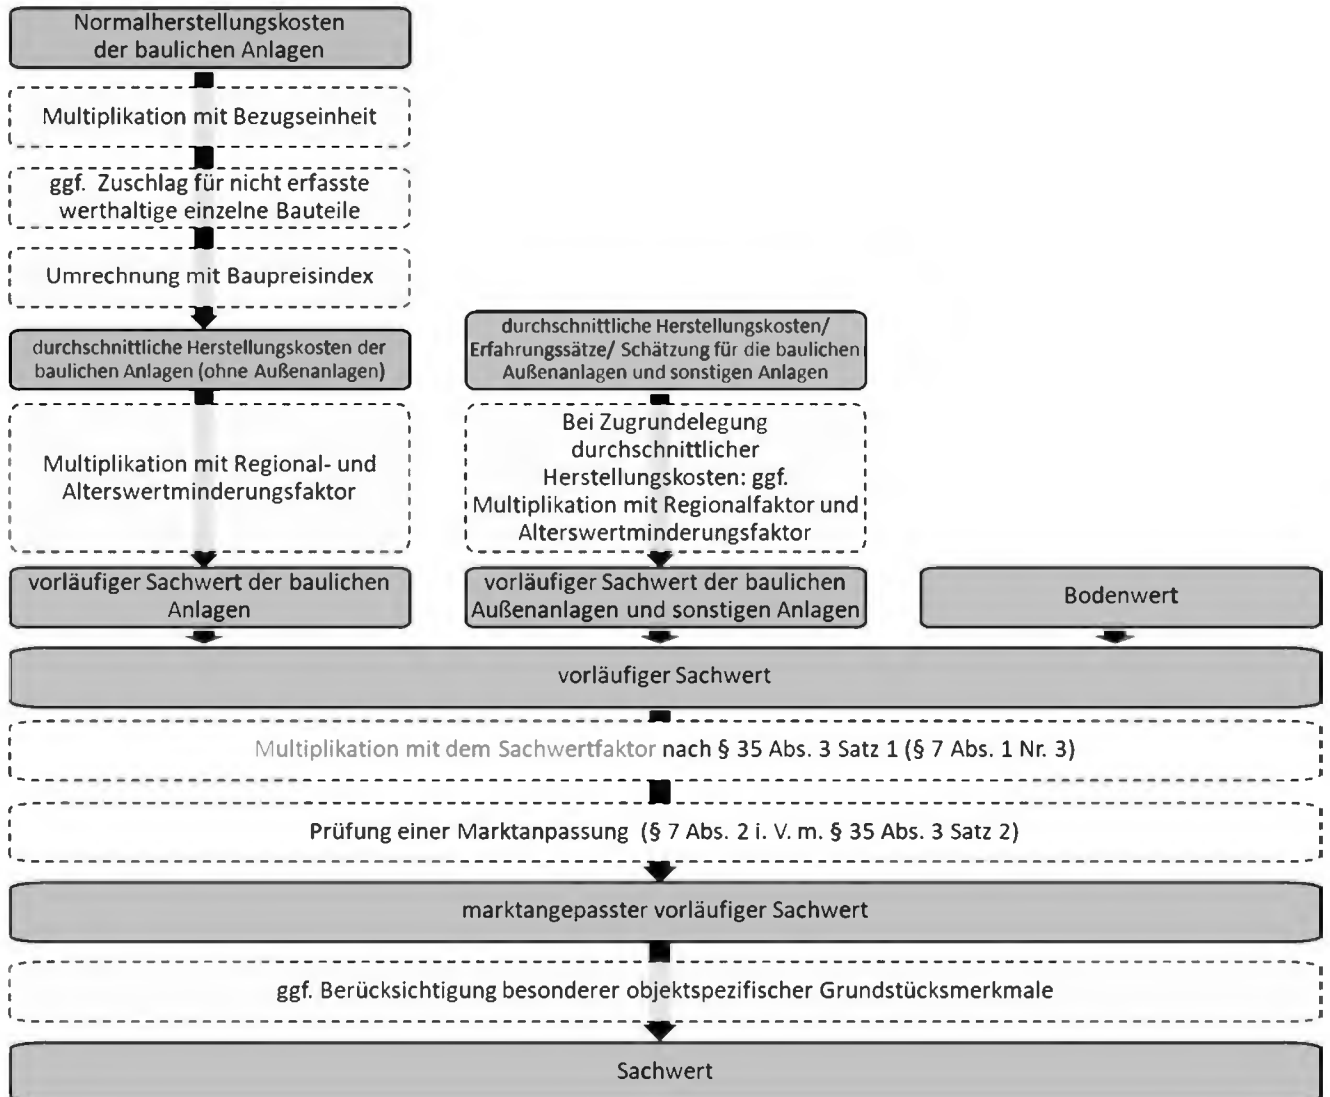 Normalherstellungskosten
der baulichen Anlagen
Multiplikation mit Bezugseinheit
ggf. Zuschlag für nicht erfasste
werthaltige einzelne Bauteile
Umrechnung mit Baupreisindex
durchschnittliche Herstellungskosten der
baulichen Anlagen (ohne Außenanlagen)
Multiplikation mit Regional- und
Alterswertminderungsfaktor
vorläufiger Sachwert der baulichen
Anlagen
durchschnittliche Herstellungskosten/
Erfahrungssätze/ Schätzung für die baulichen
Außenanlagen und sonstigen Anlagen
Bei Zugrundelegung
durchschnittlicher
Herstellungskosten: ggf.
Multiplikation mit Regionalfaktor und
Alterswertminderungsfaktor
vorläufiger Sachwert der baulichen
Außenanlagen und sonstigen Anlagen
Bodenwert
vorläufiger Sachwert
Multiplikation mit dem Sachwertfaktor nach § 35 Abs. 3 Satz 1 (§ 7 Abs. 1 Nr. 3)
Prüfung einer Marktanpassung (§ 7 Abs. 2 i. V. m. § 35 Abs. 3 Satz 2)
marktangepasster vorläufiger Sachwert
ggf. Berücksichtigung besonderer objektspezifischer Grundstücksmerkmale
Sachwert